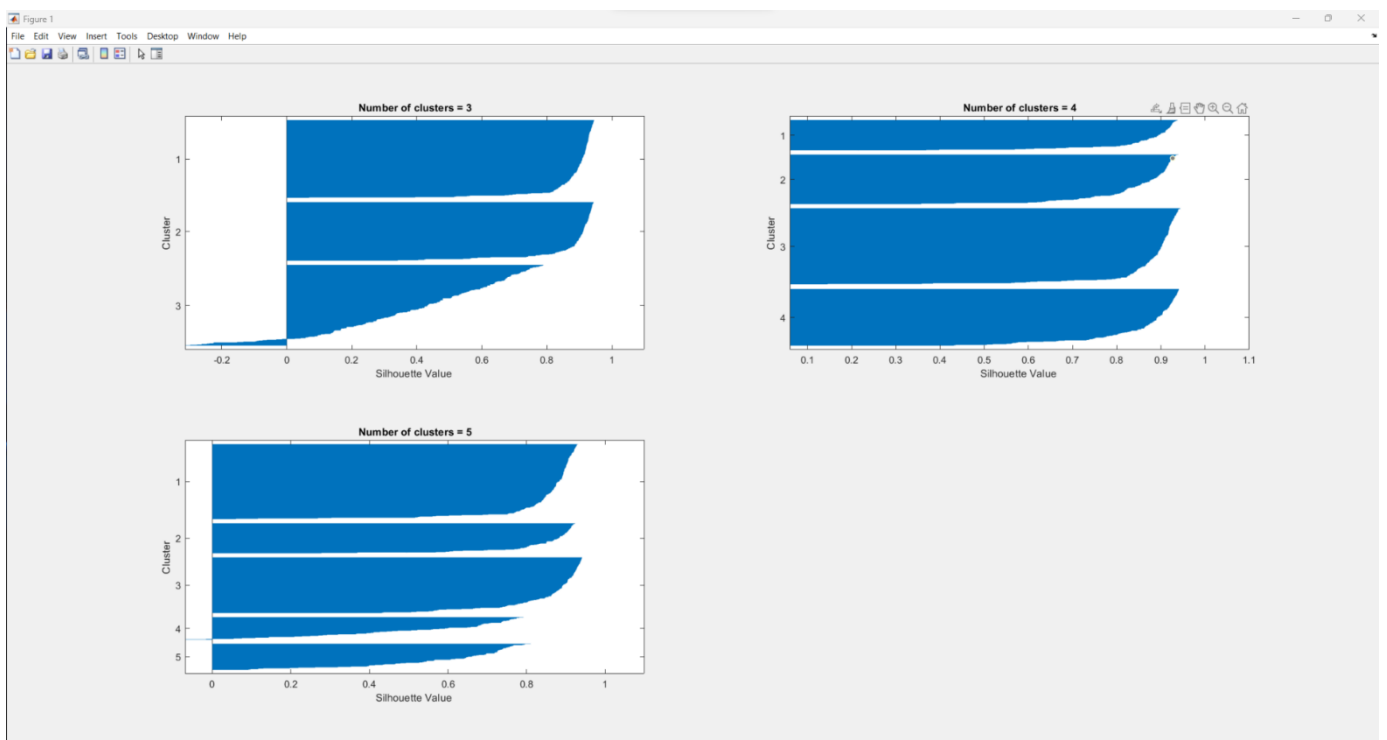 Figure 1
File Edit View Insert Tools Desktop Window Help
Number of clusters = 3
Cluster
1
2
3
-0.2 0 0.2 0.4 0.6 0.8 1
Silhouette Value
Number of clusters = 4
Cluster
1
2
3
4
0.1 0.2 0.3 0.4 0.5 0.6 0.7 0.8 0.9 1 1.1
Silhouette Value
Number of clusters = 5
Cluster
1
2
3
4
5
0 0.2 0.4 0.6 0.8 1
Silhouette Value